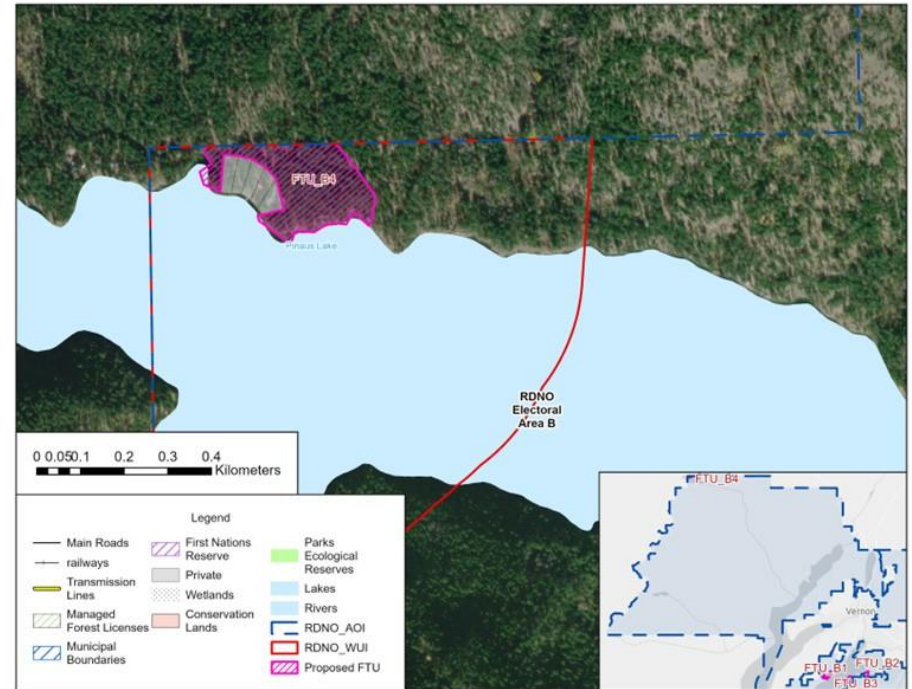 FTU_B4
Pinaus Lake
RDNO
Electoral
Area B
0 0.050.1 0.2 0.3 0.4
Kilometers
Legend
Main Roads
railways
Transmission
Lines
Managed
Forest Licenses
Municipal
Boundaries
First Nations
Reserve
Private
Wetlands
Conservation
Lands
Parks
Ecological
Reserves
Lakes
Rivers
RDNO_AOI
RDNO_WUI
Proposed FTU
FTU_B4
Vernon
FTU_B1
FTU_B2
FTU_B3